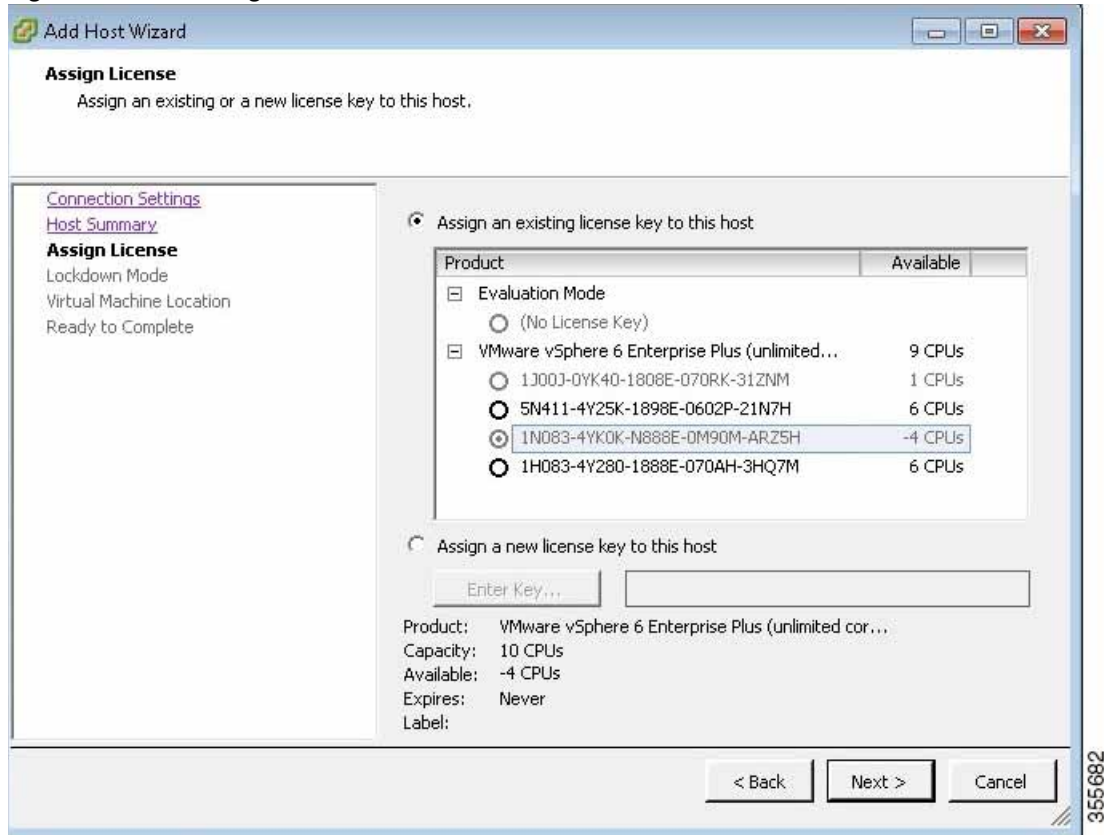 Add Host Wizard
Assign License
Assign an existing or a new license key to this host.
Connection Settings
Host Summary
Assign License
Lockdown Mode
Virtual Machine Location
Ready to Complete
Assign an existing license key to this host
Product Available
Evaluation Mode
(No License Key)
VMware vSphere 6 Enterprise Plus (unlimited... 9 CPUs
1J00J-0YK40-1808E-070RK-31ZNM 1 CPUs
5N411-4Y25K-1898E-0602P-21N7H 6 CPUs
1N083-4YK0K-N888E-0M90M-ARZ5H -4 CPUs
1H083-4Y280-1888E-070AH-3HQ7M 6 CPUs
Assign a new license key to this host
Enter Key...
Product: VMware vSphere 6 Enterprise Plus (unlimited cor...
Capacity: 10 CPUs
Available: -4 CPUs
Expires: Never
Label:
< Back Next > Cancel
355682